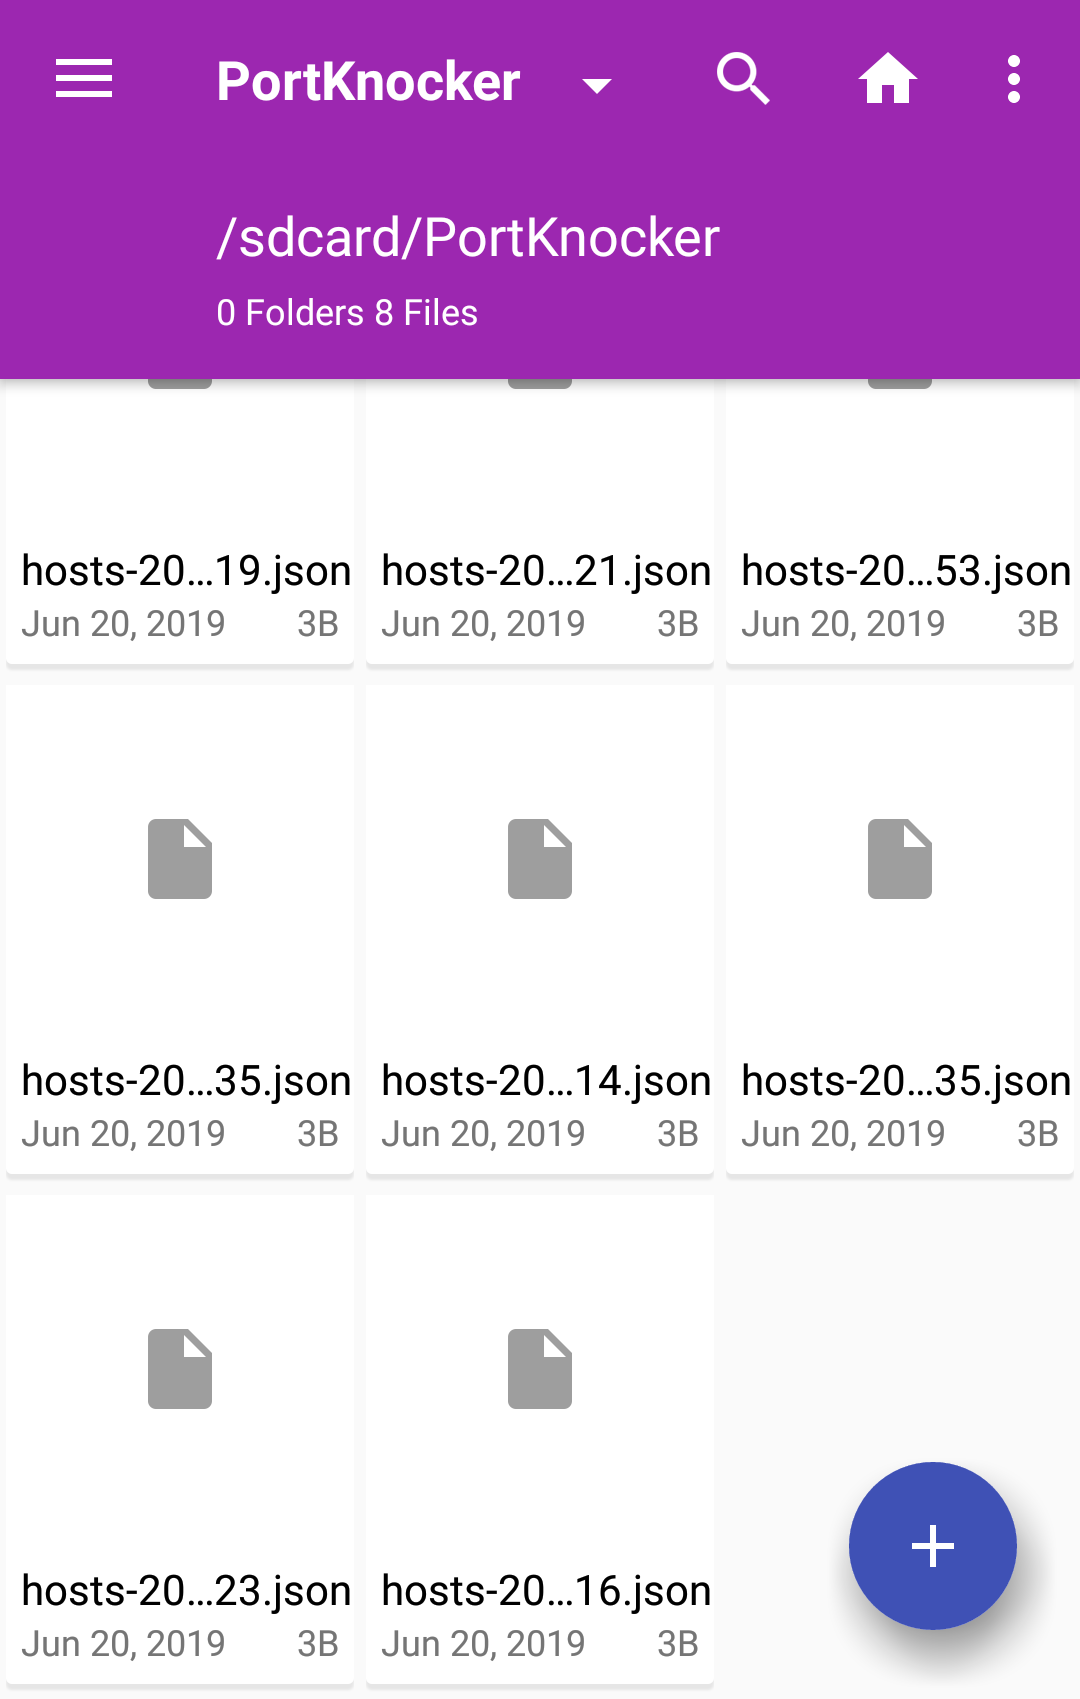 PortKnocker
/sdcard/PortKnocker
0 Folders 8 Files
hosts-20...19.json hosts-20...21.json hosts-20...53.json
Jun 20, 2019 3B Jun 20, 2019 3B Jun 20, 2019 3B
hosts-20...35.json hosts-20...14.json hosts-20...35.json
Jun 20, 2019 3B Jun 20, 2019 3B Jun 20, 2019 3B
hosts-20...23.json hosts-20...16.json
Jun 20, 2019 3B Jun 20, 2019 3B